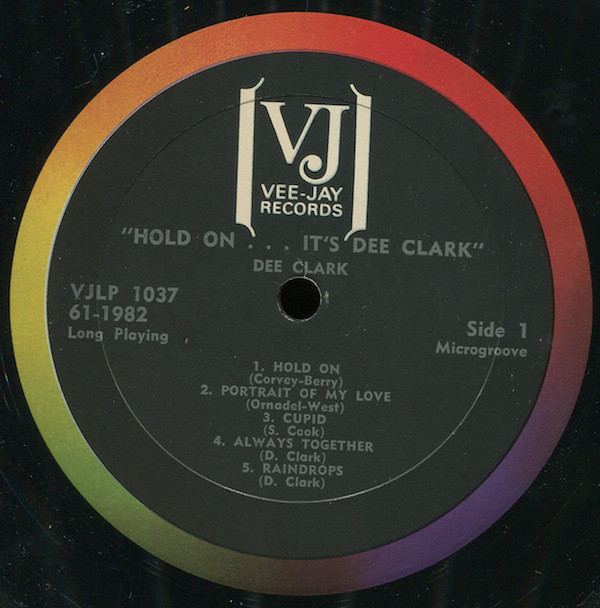 VJ
VEE-JAY
RECORDS
"HOLD ON . . . IT'S DEE CLARK"
DEE CLARK
VJLP 1037
61-1982
Long Playing
Side 1
Microgroove
1. HOLD ON
(Corvey-Berry)
2. PORTRAIT OF MY LOVE
(Ornadel-West)
3. CUPID
(S. Cook)
4. ALWAYS TOGETHER
(D. Clark)
5. RAINDROPS
(D. Clark)